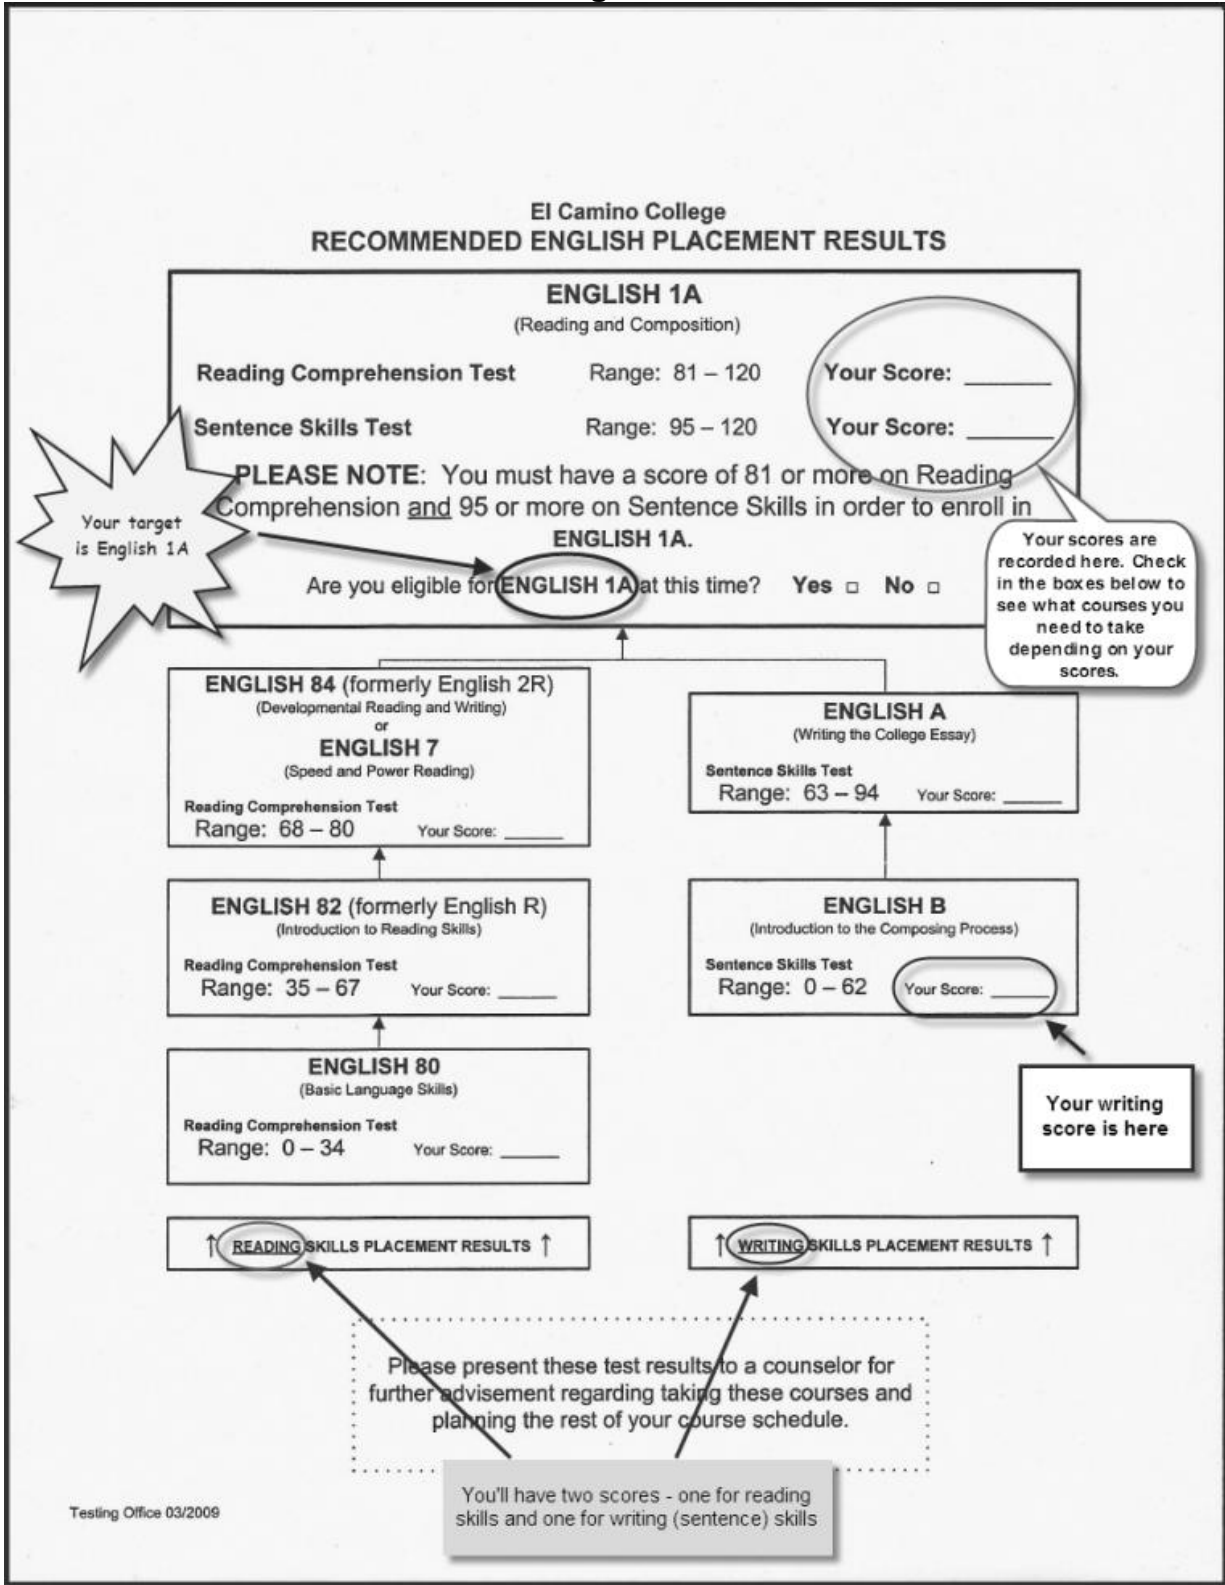 El Camino College
RECOMMENDED ENGLISH PLACEMENT RESULTS
ENGLISH 1A
(Reading and Composition)
Reading Comprehension Test Range: 81 – 120 Your Score: ______
Sentence Skills Test Range: 95 – 120 Your Score: ______
PLEASE NOTE: You must have a score of 81 or more on Reading
Comprehension and 95 or more on Sentence Skills in order to enroll in
ENGLISH 1A.
Are you eligible for ENGLISH 1A at this time? Yes □ No □
Your target
is English 1A
Your scores are
recorded here. Check
in the boxes below to
see what courses you
need to take
depending on your
scores.
ENGLISH 84 (formerly English 2R)
(Developmental Reading and Writing)
or
ENGLISH 7
(Speed and Power Reading)
Reading Comprehension Test
Range: 68 – 80 Your Score: ______
ENGLISH A
(Writing the College Essay)
Sentence Skills Test
Range: 63 – 94 Your Score: ______
ENGLISH 82 (formerly English R)
(Introduction to Reading Skills)
Reading Comprehension Test
Range: 35 – 67 Your Score: ______
ENGLISH B
(Introduction to the Composing Process)
Sentence Skills Test
Range: 0 – 62 Your Score: ______
ENGLISH 80
(Basic Language Skills)
Reading Comprehension Test
Range: 0 – 34 Your Score: ______
Your writing
score is here
↑ READING SKILLS PLACEMENT RESULTS ↑
↑ WRITING SKILLS PLACEMENT RESULTS ↑
Please present these test results to a counselor for
further advisement regarding taking these courses and
planning the rest of your course schedule.
You'll have two scores - one for reading
skills and one for writing (sentence) skills
Testing Office 03/2009